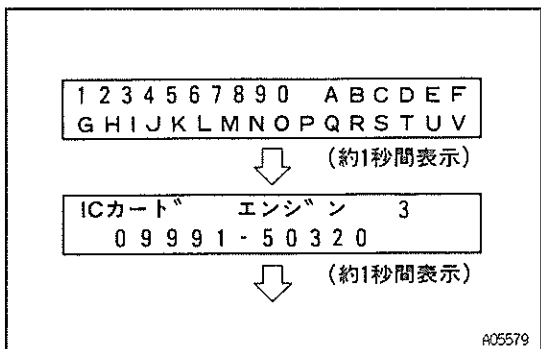 1234567890 ABCDEF
GHIJKLMNOPQRSTUV
(約1秒間表示)
ICカード エンジン 3
09991-50320
(約1秒間表示)
A05579